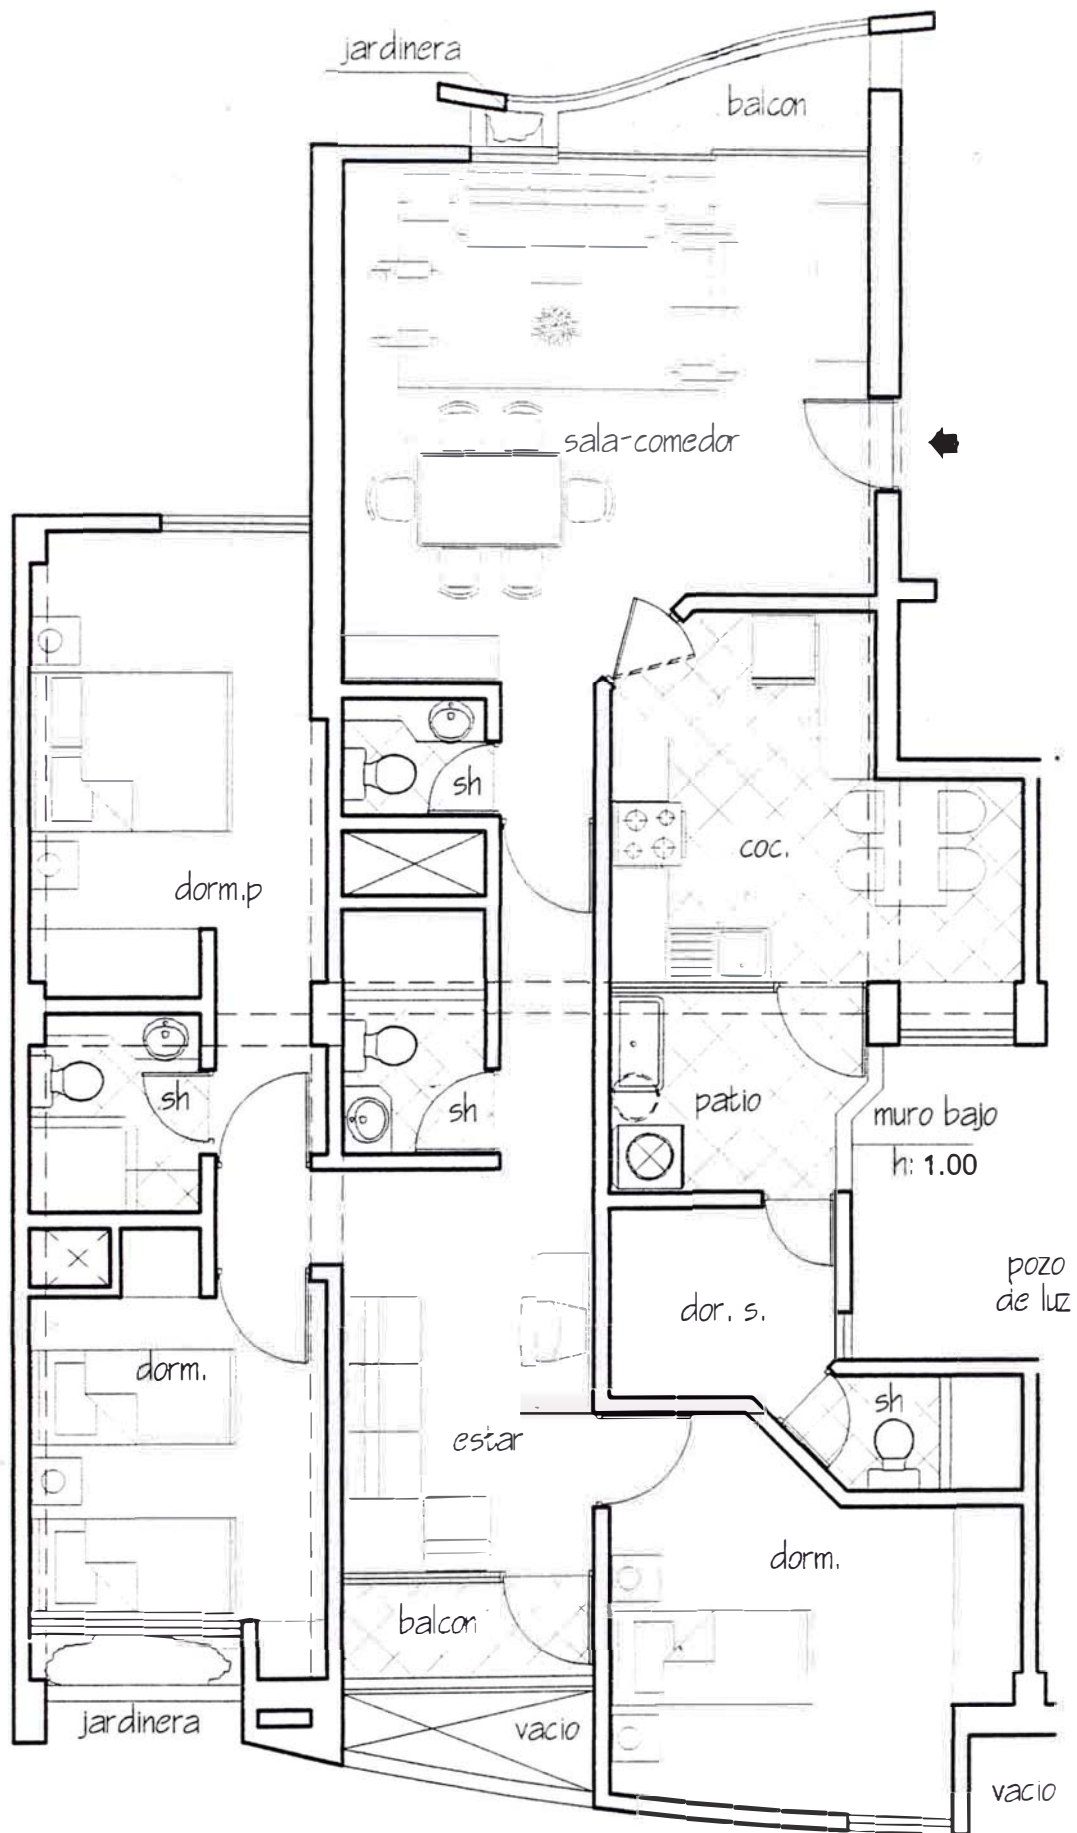 jardinera
balcon
sala-comedor
sh
coc.
dorm.p
sh
sh
patio
muro bajo
h: 1.00
pozo
de luz
dor. s.
dorm.
sh
estar
dorm.
balcon
jardinera
vacio
vacio